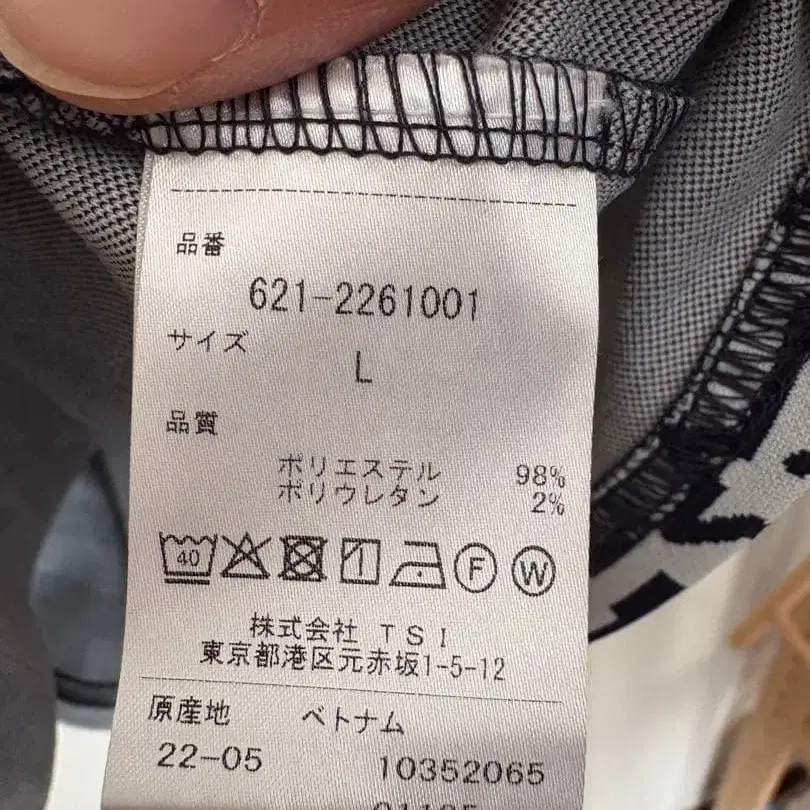 品番
621-2261001
サイズ
L
品質
ポリエステル 98%
ポリウレタン 2%
40 F W
株式会社 TSI
東京都港区元赤坂1-5-12
原産地 ベトナム
22-05 10352065